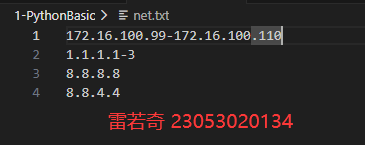 1-PythonBasic > net.txt
1 172.16.100.99-172.16.100.110
2 1.1.1.1-3
3 8.8.8.8
4 8.8.4.4
雷若奇 23053020134